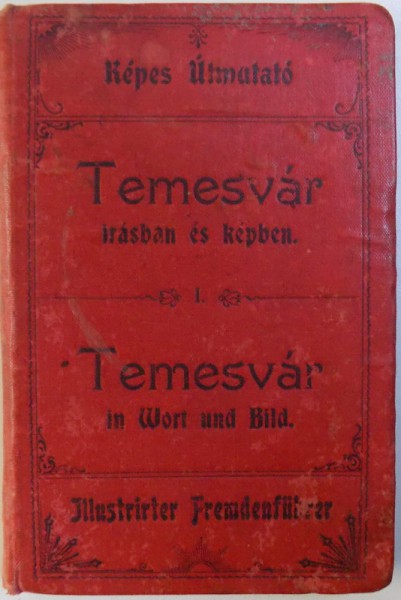 Képes Útmutató
Temesvár
írásban és képben.
I.
Temesvár
in Wort und Bild.
Illustrirter Fremdenführer